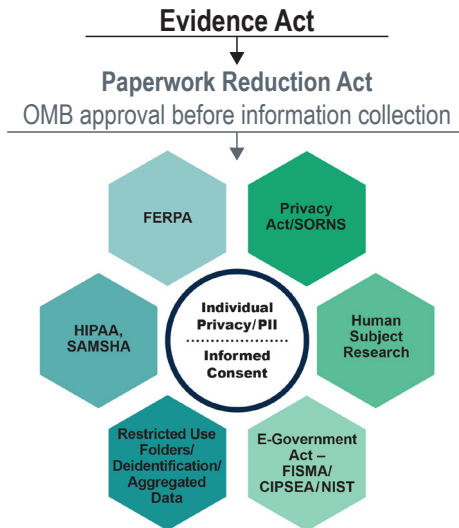 Evidence Act
Paperwork Reduction Act
OMB approval before information collection
FERPA
Privacy
Act/SORNS
HIPAA,
SAMSHA
Individual
Privacy/PII
Informed
Consent
Human
Subject
Research
Restricted Use
Folders/
Deidentification/
Aggregated
Data
E-Government
Act –
FISMA/
CIPSEA/NIST